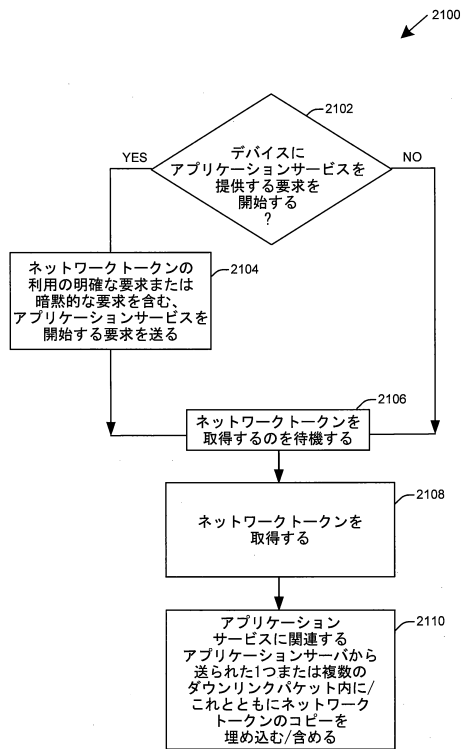 2100
2102
YES
デバイスに
アプリケーションサービスを
提供する要求を
開始する
?
NO
2104
ネットワークトークンの
利用の明確な要求または
暗黙的な要求を含む、
アプリケーションサービスを
開始する要求を送る
2106
ネットワークトークンを
取得するのを待機する
2108
ネットワークトークンを
取得する
2110
アプリケーション
サービスに関連する
アプリケーションサーバから
送られた1つまたは複数の
ダウンリンクパケット内に/
これとともにネットワーク
トークンのコピーを
埋め込む/含める